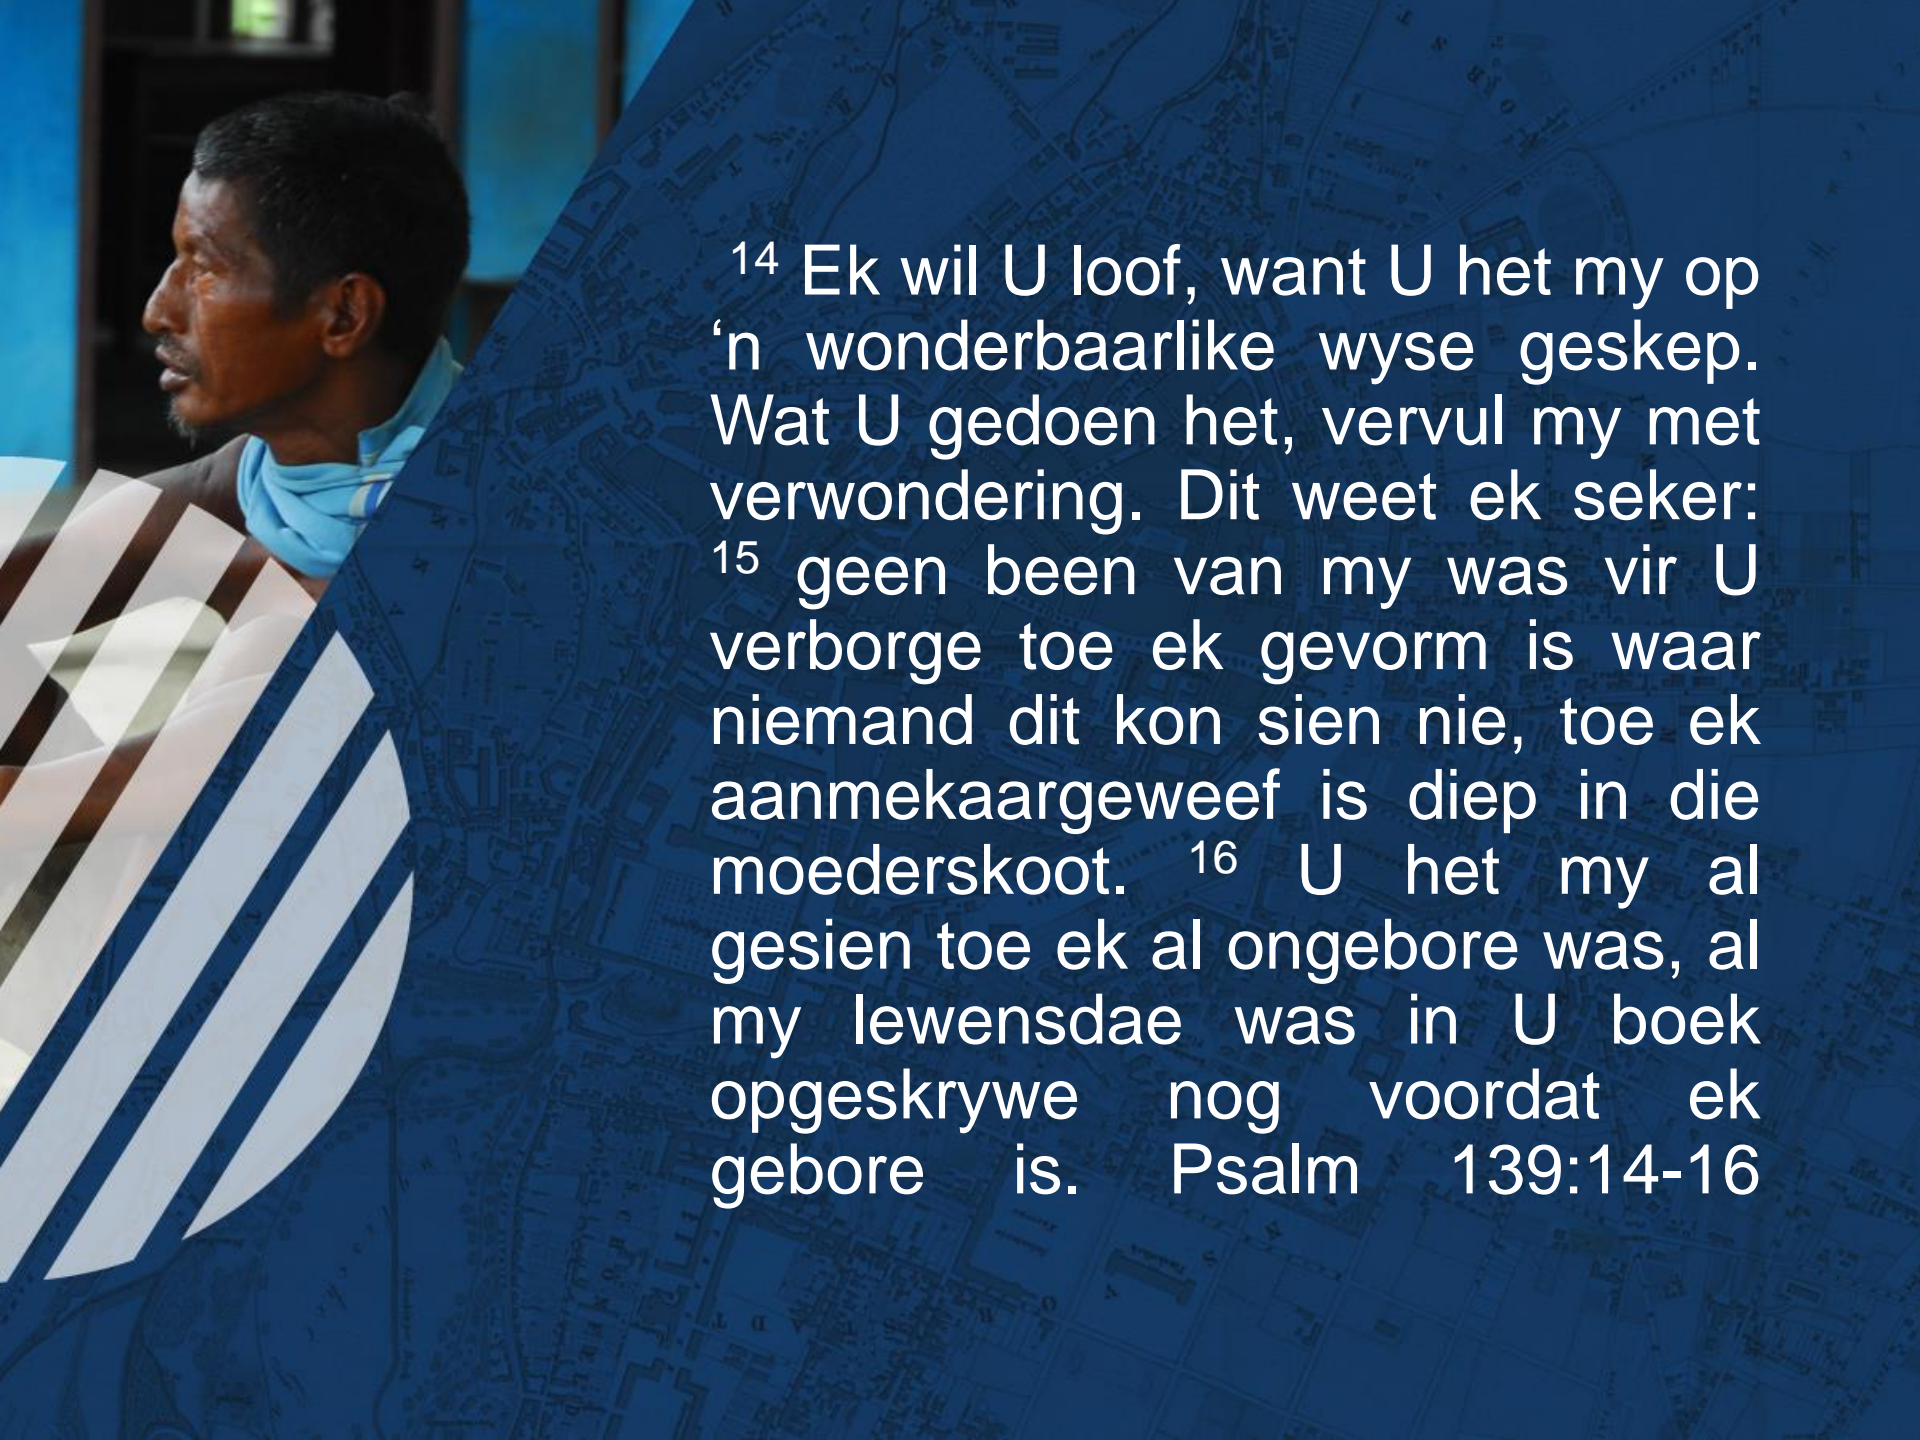 14 Ek wil U loof, want U het my op
‘n wonderbaarlike wyse geskep.
Wat U gedoen het, vervul my met
verwondering. Dit weet ek seker:
15 geen been van my was vir U
verborge toe ek gevorm is waar
niemand dit kon sien nie, toe ek
aanmekaargeweef is diep in die
moederskoot. 16 U het my al
gesien toe ek al ongebore was, al
my lewensdae was in U boek
opgeskrywe nog voordat ek
gebore is. Psalm 139:14-16